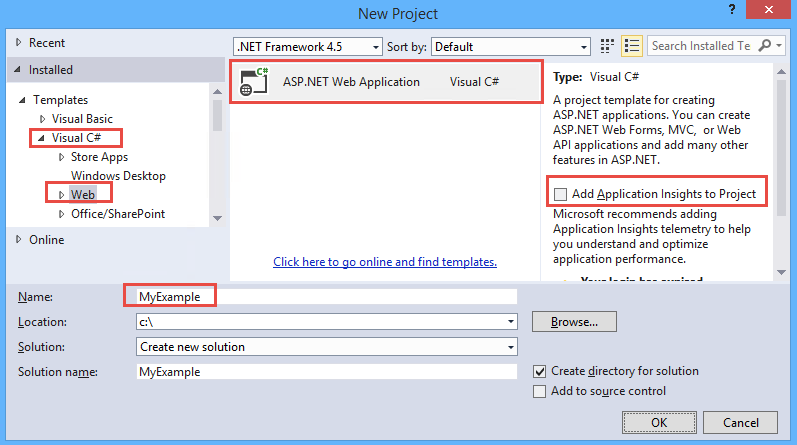 New Project
?
Recent
Installed
Templates
Visual Basic
Visual C#
Store Apps
Windows Desktop
Web
Office/SharePoint
Online
.NET Framework 4.5
Sort by:
Default
Search Installed Te
C#
ASP.NET Web Application
Visual C#
Click here to go online and find templates.
Type: Visual C#
A project template for creating
ASP.NET applications. You can create
ASP.NET Web Forms, MVC, or Web
API applications and add many other
features in ASP.NET.
Add Application Insights to Project
Microsoft recommends adding
Application Insights telemetry to help
you understand and optimize
application performance.
Your login has expired
Name:
MyExample
Location:
c:\
Browse...
Solution:
Create new solution
Solution name:
MyExample
Create directory for solution
Add to source control
OK
Cancel